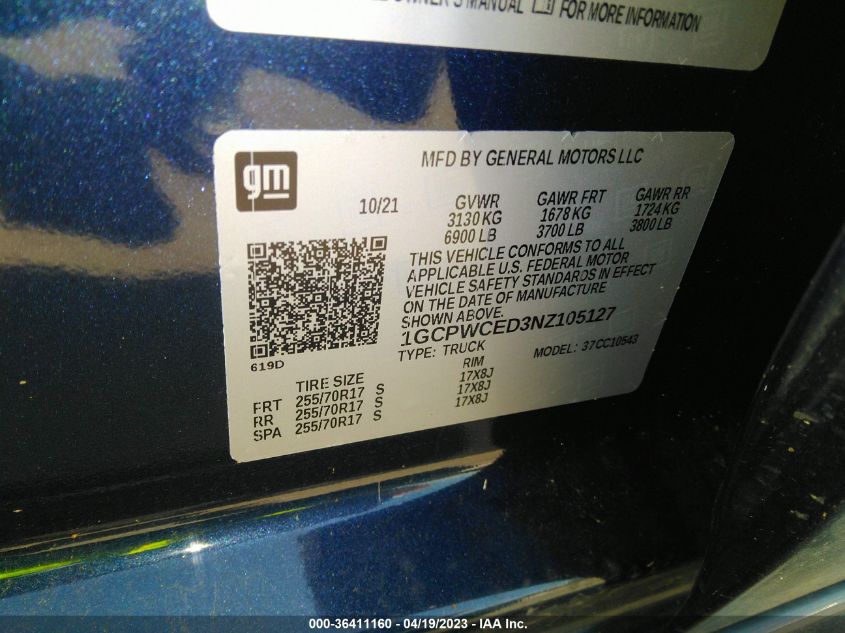 OWNER'S MANUAL FOR MORE INFORMATION
gm
MFD BY GENERAL MOTORS LLC
10/21
GVWR GAWR FRT GAWR RR
3130 KG 1678 KG 1724 KG
6900 LB 3700 LB 3800 LB
THIS VEHICLE CONFORMS TO ALL
APPLICABLE U.S. FEDERAL MOTOR
VEHICLE SAFETY STANDARDS IN EFFECT
ON THE DATE OF MANUFACTURE
SHOWN ABOVE.
1GCPWCED3NZ105127
TYPE: TRUCK MODEL: 37CC10543
619D
TIRE SIZE RIM
FRT 255/70R17 S 17X8J
RR 255/70R17 S 17X8J
SPA 255/70R17 S 17X8J
000-36411160 - 04/19/2023 - IAA Inc.